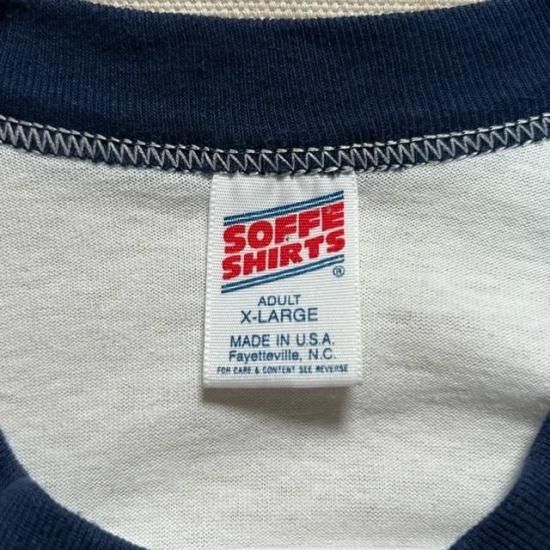 SOFFE
SHIRTS
®
ADULT
X-LARGE
MADE IN U.S.A.
Fayetteville, N.C.
FOR CARE & CONTENT SEE REVERSE